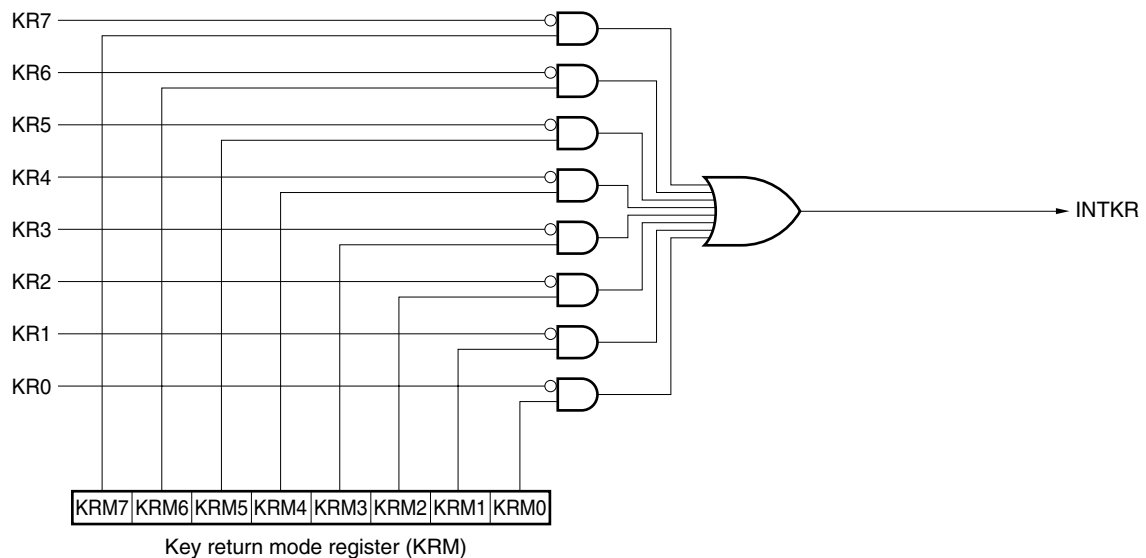 KR7
KR6
KR5
KR4
KR3
INTKR
KR2
KR1
KR0
KRM7 KRM6 KRM5 KRM4 KRM3 KRM2 KRM1 KRM0
Key return mode register (KRM)